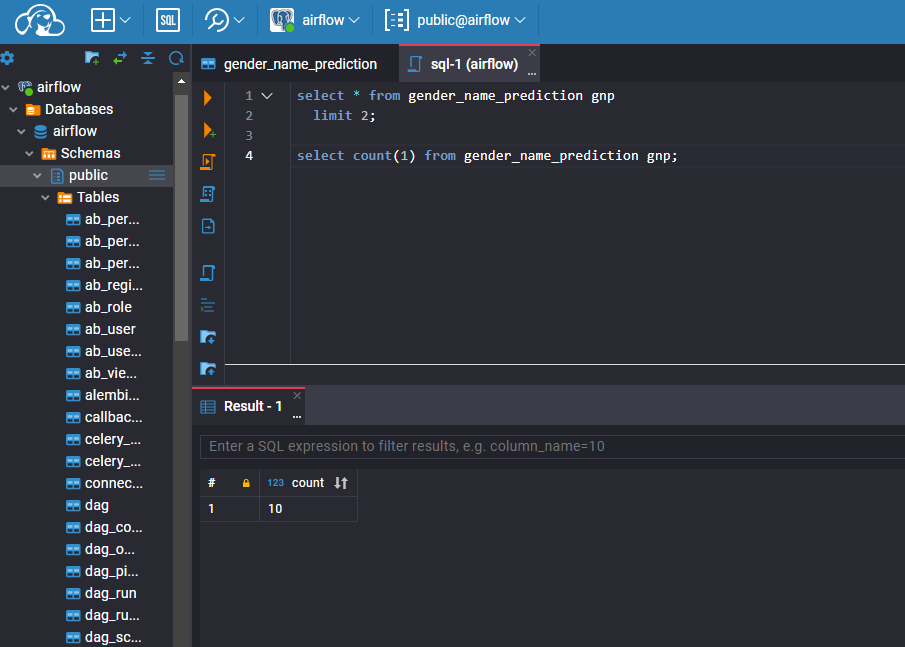 SQL
airflow
public@airflow
gender_name_prediction
sql-1 (airflow)
airflow
Databases
airflow
Schemas
public
Tables
ab_per...
ab_per...
ab_per...
ab_regi...
ab_role
ab_user
ab_use...
ab_vie...
alembi...
callbac...
celery_...
celery_...
connec...
dag
dag_co...
dag_o...
dag_pi...
dag_run
dag_ru...
dag_sc...
1 select * from gender_name_prediction gnp
2 limit 2;
3
4 select count(1) from gender_name_prediction gnp;
Result - 1
Enter a SQL expression to filter results, e.g. column_name=10
# 123 count
1 10